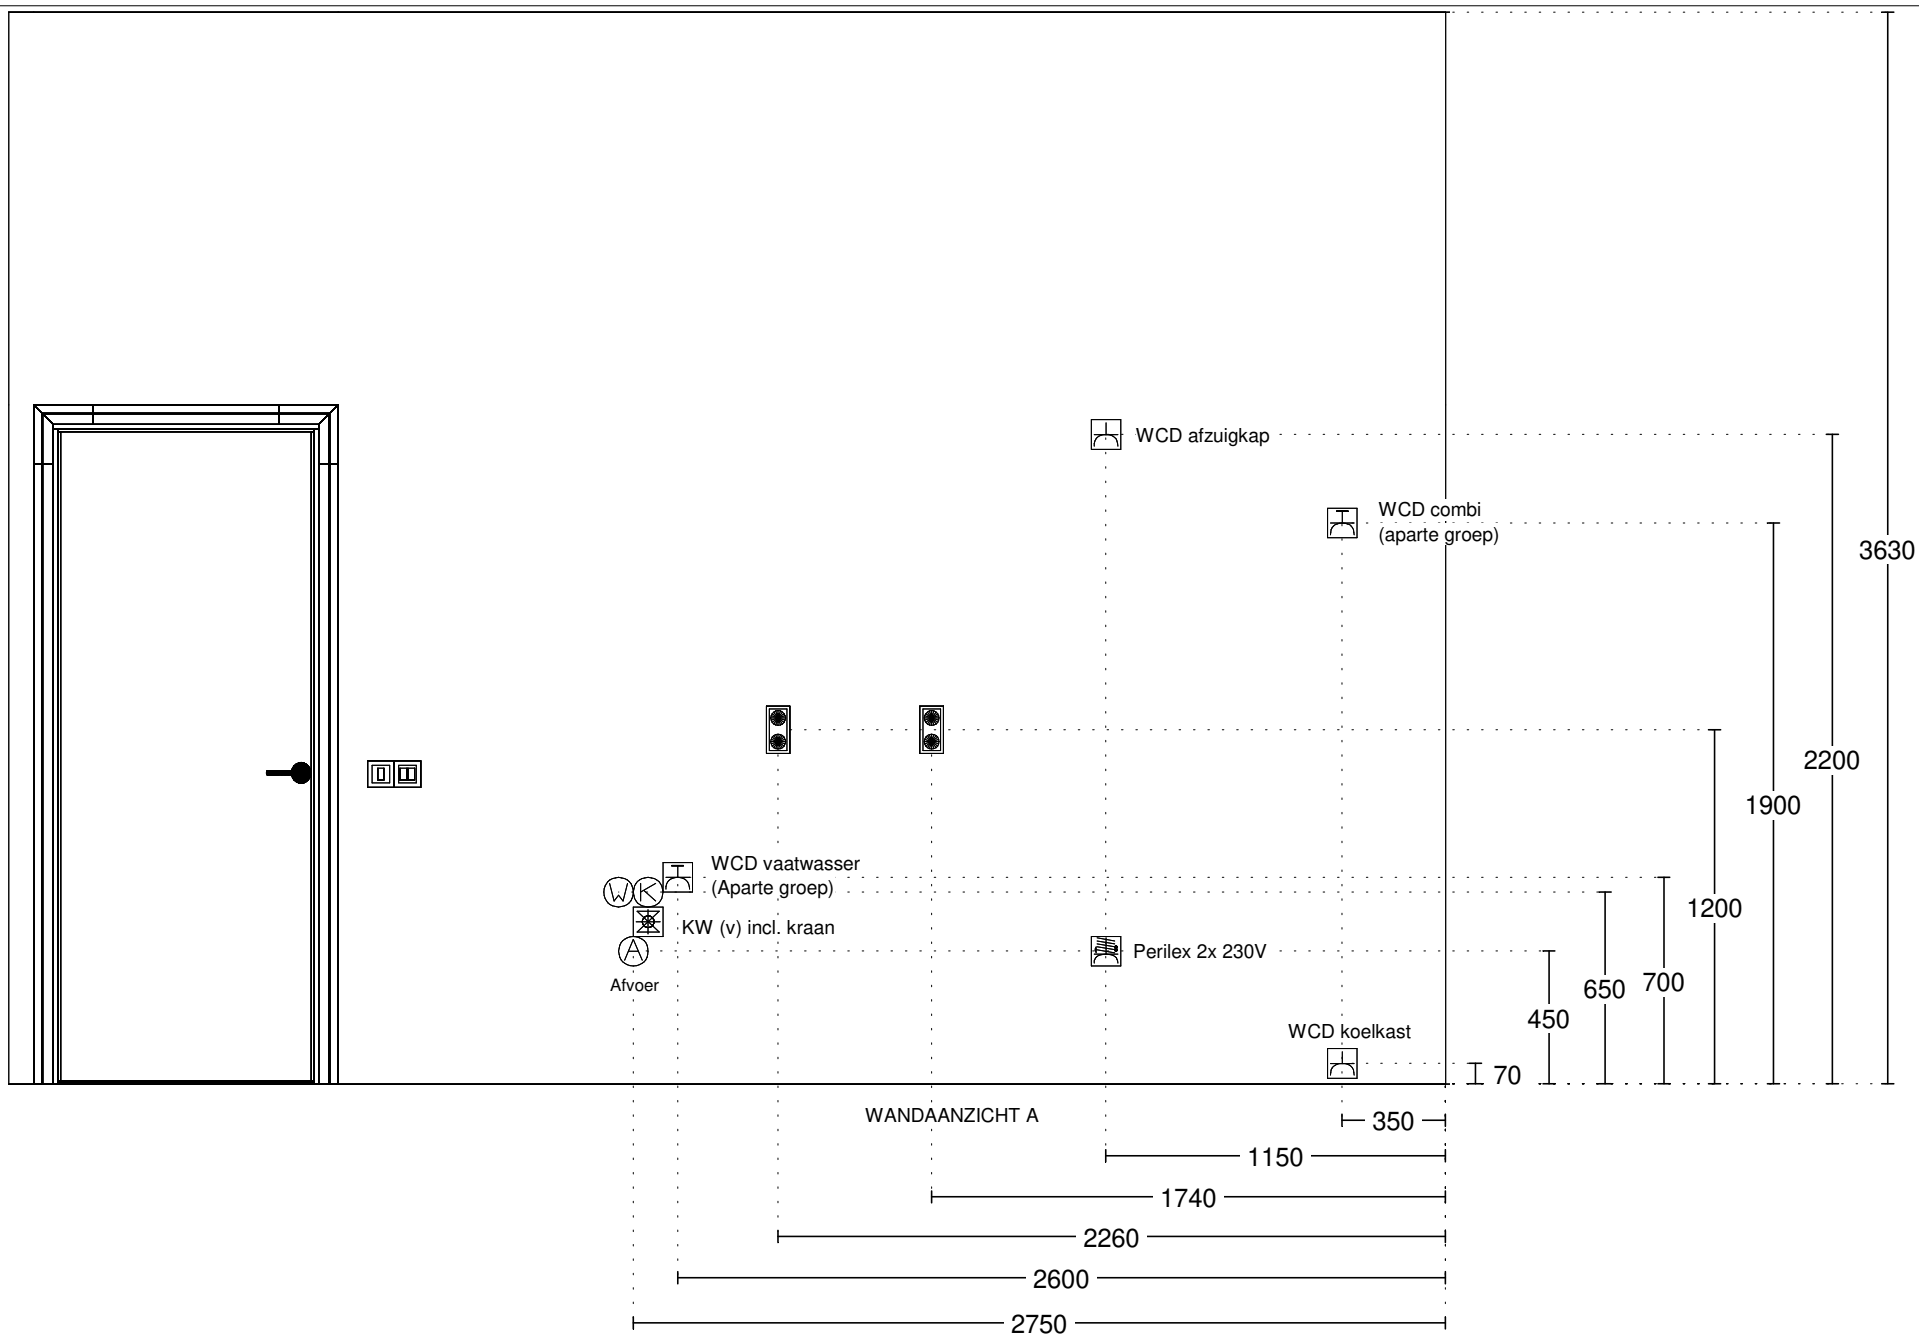 WCD afzuigkap
WCD combi
(aparte groep)
3630
2200
1900
WCD vaatwasser
(Aparte groep)
W K
1200
KW (v) incl. kraan
A
Perilex 2x 230V
Afvoer
700
650
450
WCD koelkast
70
WANDAANZICHT A
350
1150
1740
2260
2600
2750